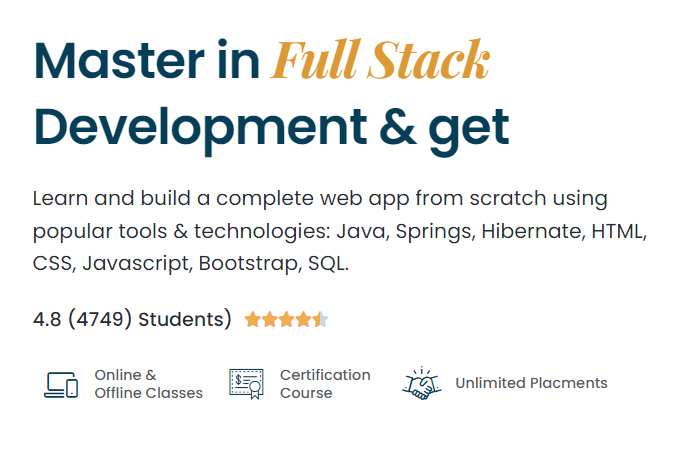 Master in Full Stack
Development & get
Learn and build a complete web app from scratch using
popular tools & technologies: Java, Springs, Hibernate, HTML,
CSS, Javascript, Bootstrap, SQL.
4.8 (4749) Students)
Online &
Offline Classes
Certification
Course
Unlimited Placments